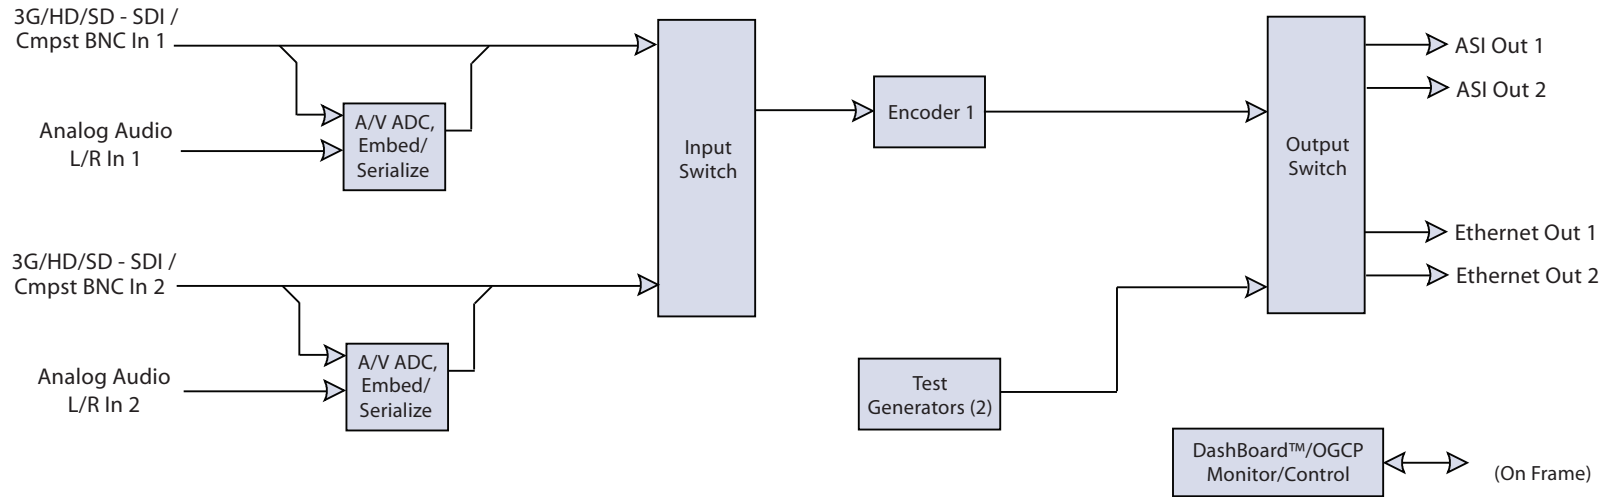 3G/HD/SD - SDI /
Cmpst BNC In 1
Analog Audio
L/R In 1
A/V ADC,
Embed/
Serialize
3G/HD/SD - SDI /
Cmpst BNC In 2
Analog Audio
L/R In 2
A/V ADC,
Embed/
Serialize
Input
Switch
Encoder 1
Test
Generators (2)
Output
Switch
ASI Out 1
ASI Out 2
Ethernet Out 1
Ethernet Out 2
DashBoard™/OGCP
Monitor/Control
(On Frame)